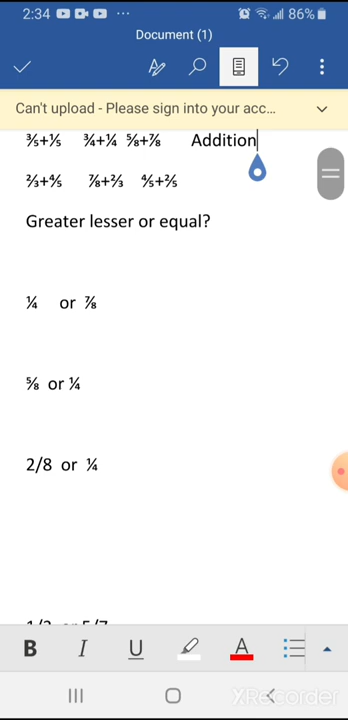 2:34 ... 86%
Document (1)
Can't upload - Please sign into your acc...
⅗+⅕ ¾+¼ ⅝+⅞ Addition
⅔+⅘ ⅞+⅔ ⅘+⅖
Greater lesser or equal?
¼ or ⅞
⅝ or ¼
2/8 or ¼
B I U A
XRecorder